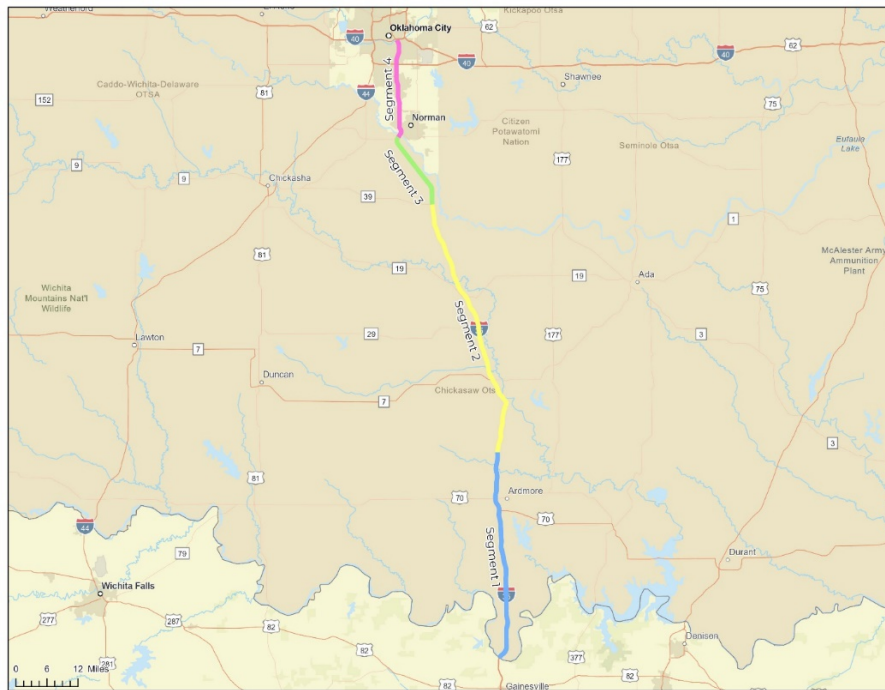 Weatherford
Oklahoma City
Kickapoo Otsa
62
40
62
40
40
Caddo-Wichita-Delaware
OTSA
81
44
Shawnee
152
Segment 4
Norman
75
Citizen
Potawatomi
Nation
177
Seminole Otsa
Eufaula
Lake
9
9
Chickasha
Segment 3
39
1
81
McAlester Army
Ammunition
Plant
19
19
Ada
75
Wichita
Mountains Nat'l
Wildlife
Segment 2
29
177
3
Lawton
7
Duncan
7
Chickasaw Otsa
3
81
70
Ardmore
70
44
79
Segment 1
Durant
Wichita Falls
277
287
82
82
Denison
281
82
377
82
0 6 12 Miles
Gainesville